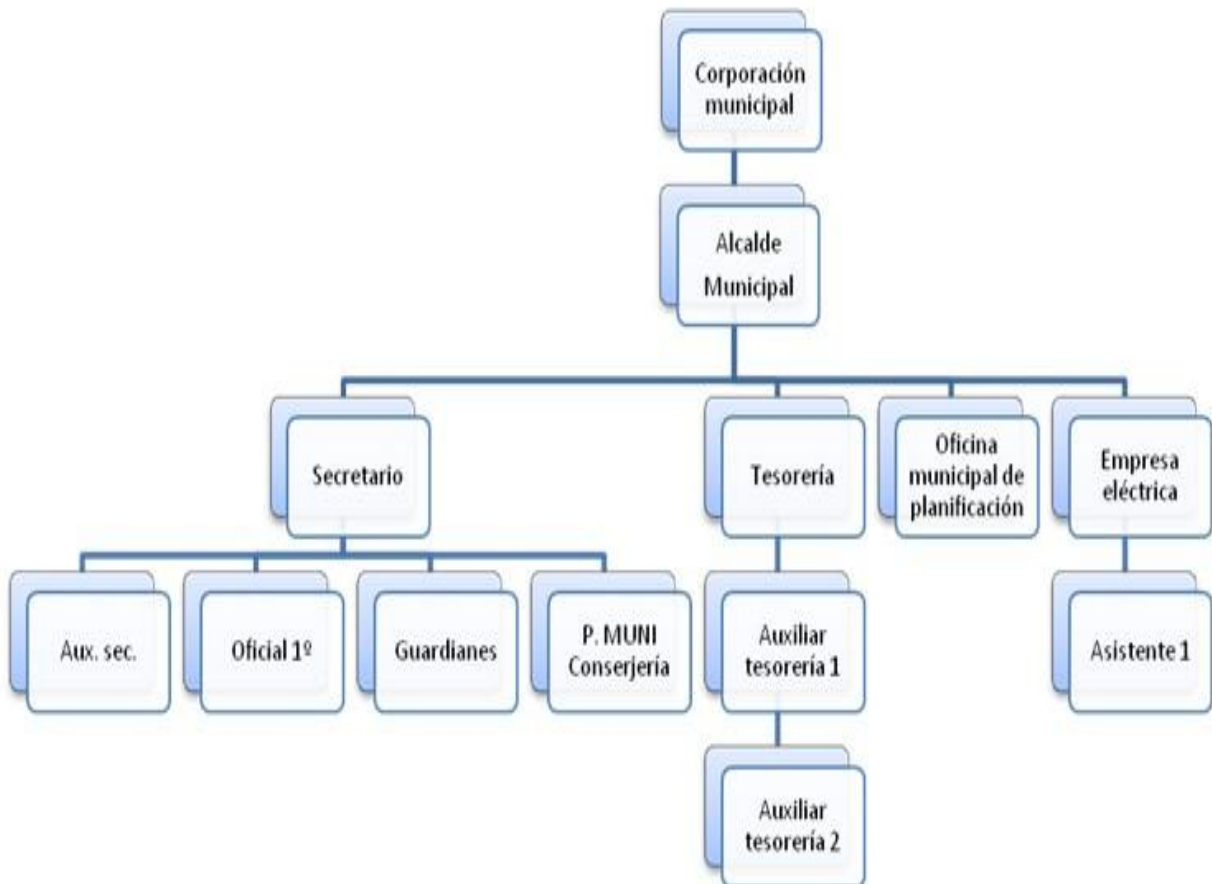 Corporación
municipal
Alcalde
Municipal
Secretario
Tesorería
Oficina
municipal de
planificación
Empresa
eléctrica
Aux. sec.
Oficial 1º
Guardianes
P. MUNI
Conserjería
Auxiliar
tesorería 1
Asistente 1
Auxiliar
tesorería 2